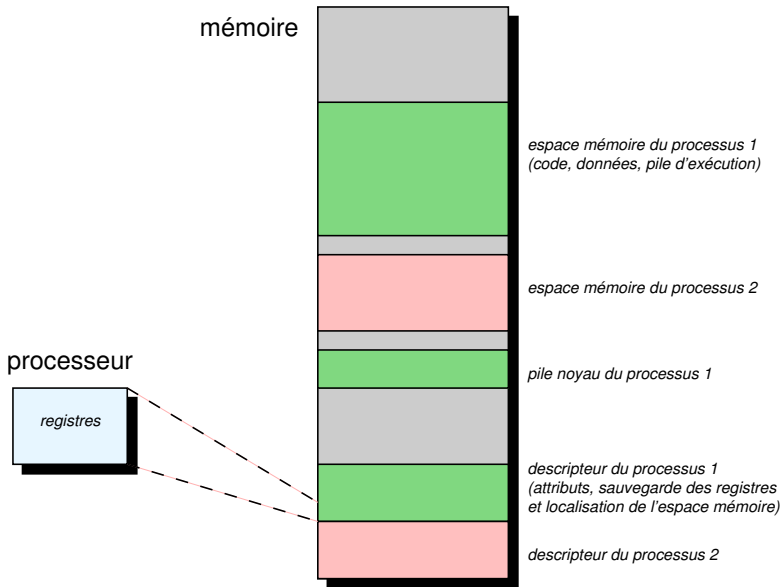 mémoire
espace mémoire du processus 1
(code, données, pile d'exécution)
espace mémoire du processus 2
processeur
registres
pile noyau du processus 1
descripteur du processus 1
(attributs, sauvegarde des registres
et localisation de l'espace mémoire)
descripteur du processus 2